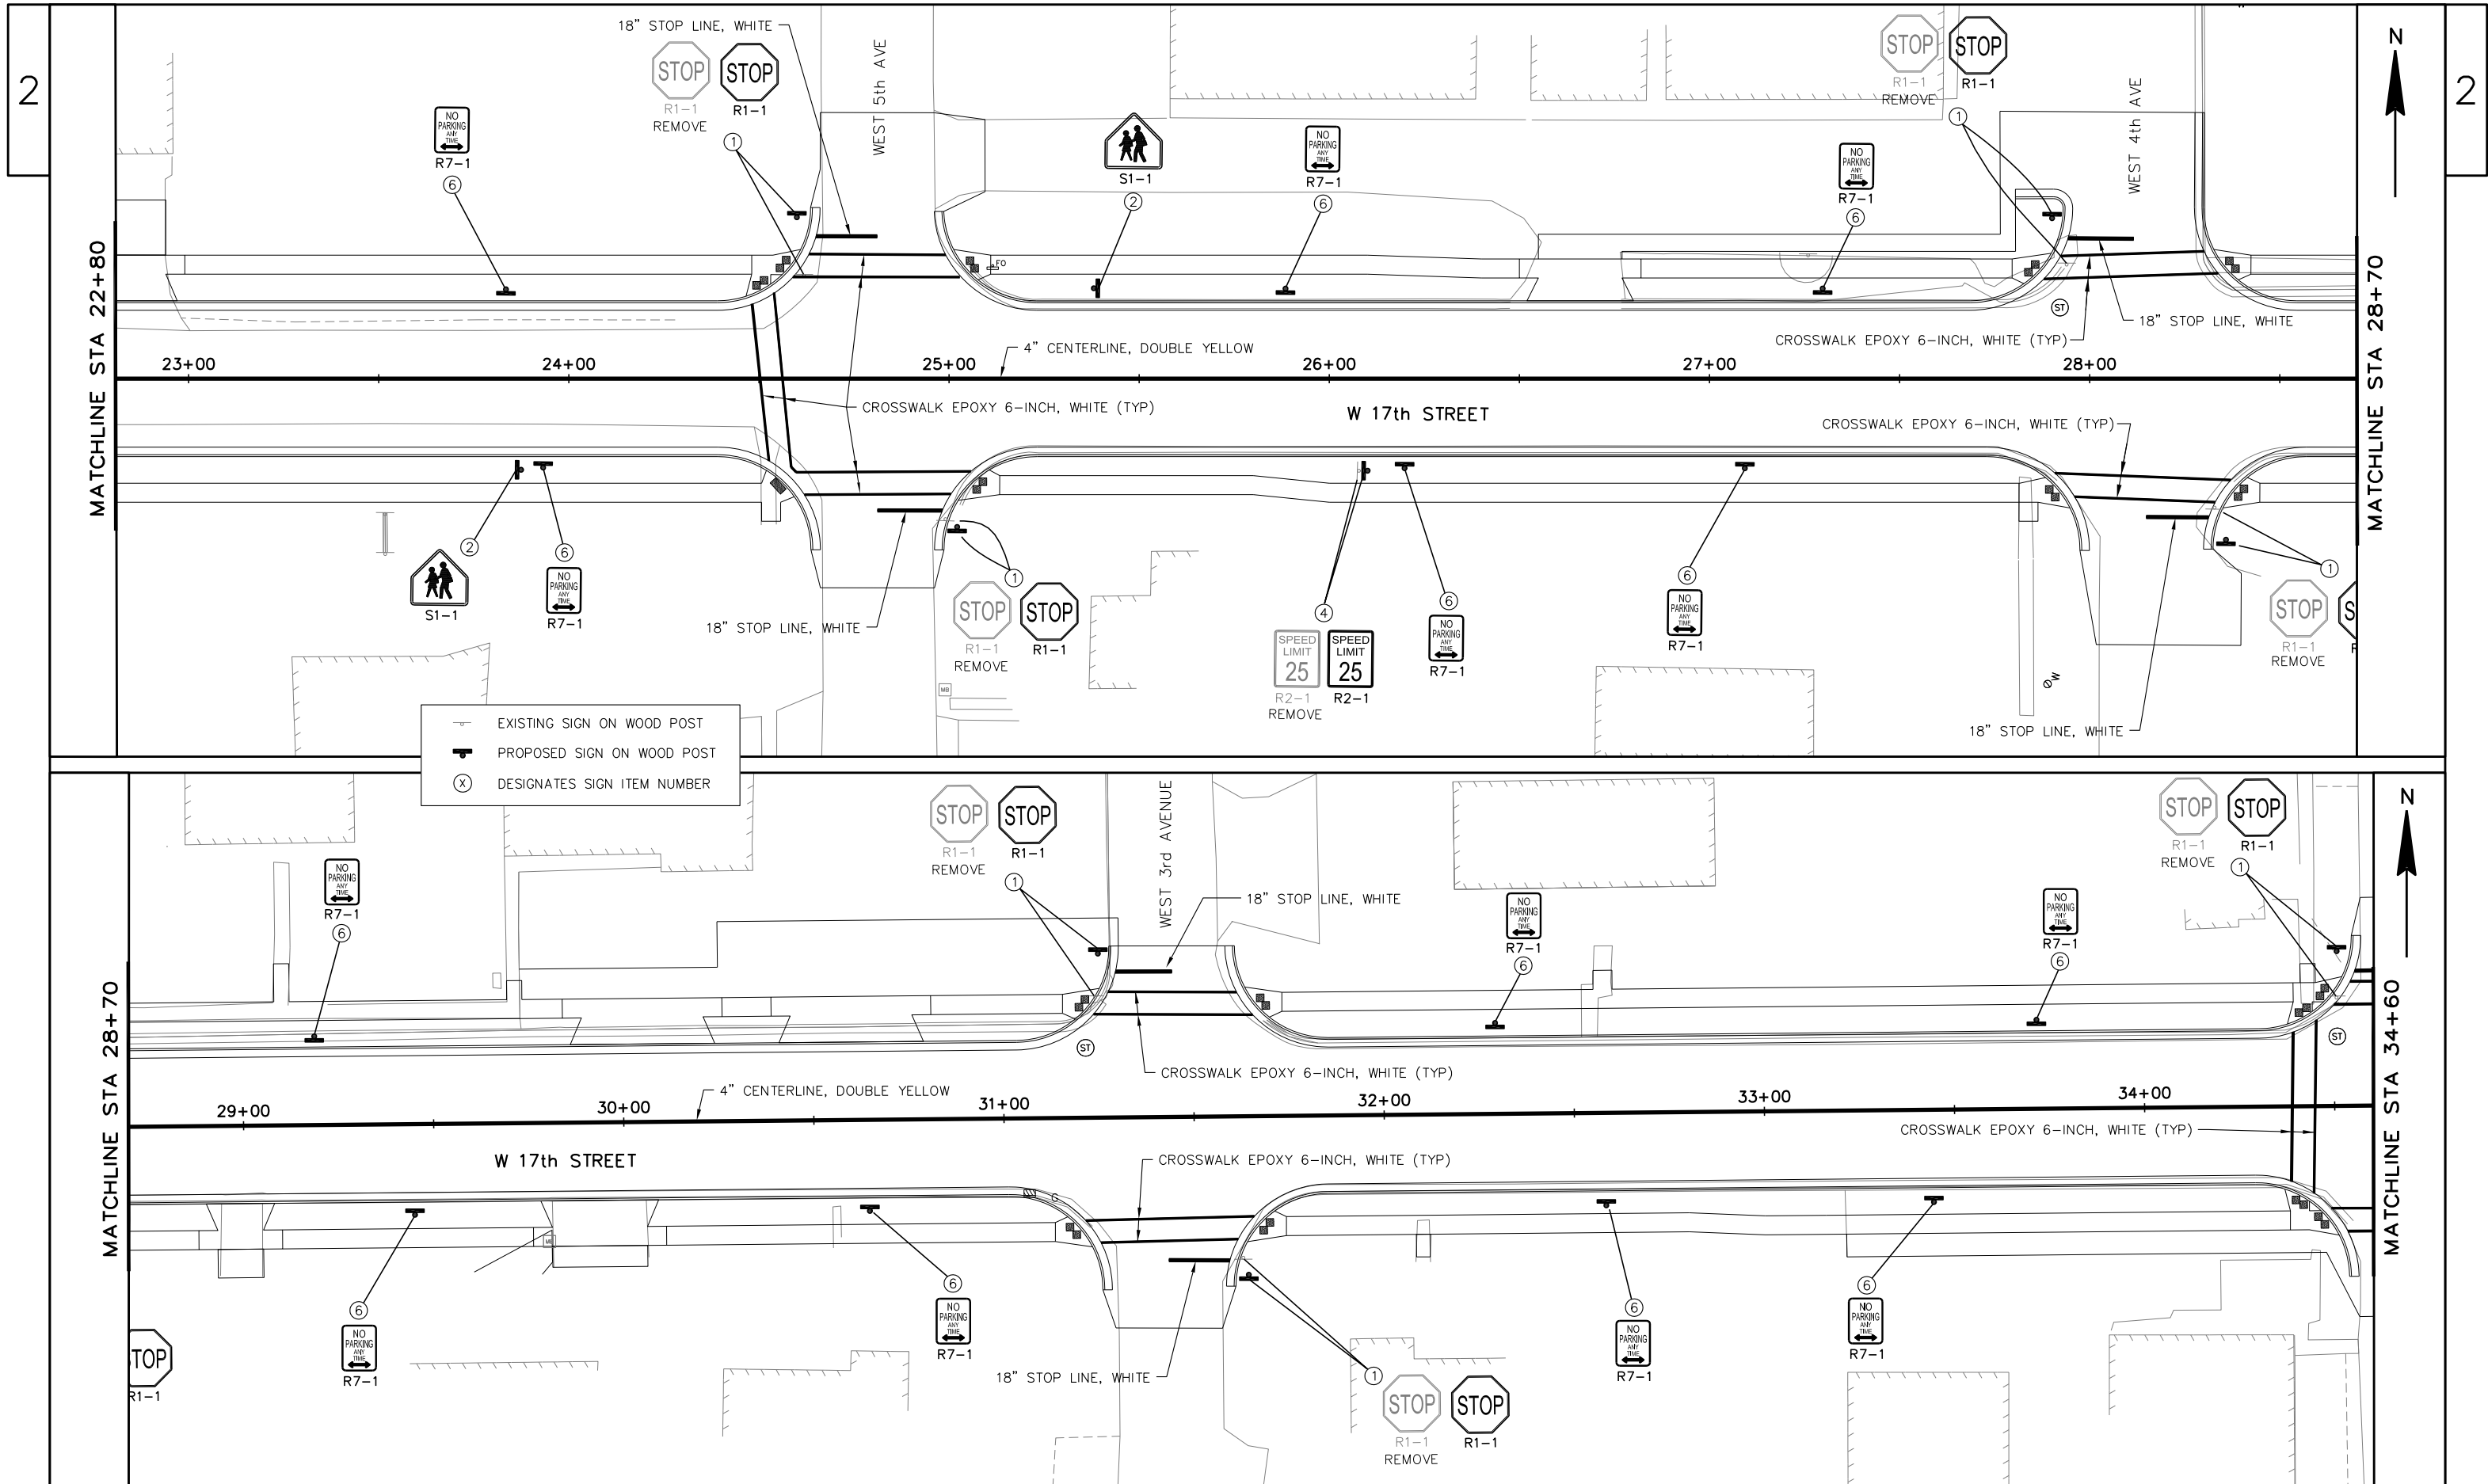 2
2
MATCHLINE STA 22+80
18" STOP LINE, WHITE
STOP
R1-1
REMOVE
STOP
R1-1
1
WEST 5th AVE
NO
PARKING
ANY
TIME
R7-1
6
S1-1
2
NO
PARKING
ANY
TIME
R7-1
6
NO
PARKING
ANY
TIME
R7-1
6
STOP
R1-1
REMOVE
STOP
R1-1
1
WEST 4th AVE
N
FO
ST
18" STOP LINE, WHITE
CROSSWALK EPOXY 6-INCH, WHITE (TYP)
4" CENTERLINE, DOUBLE YELLOW
23+00
24+00
25+00
26+00
27+00
28+00
CROSSWALK EPOXY 6-INCH, WHITE (TYP)
W 17th STREET
CROSSWALK EPOXY 6-INCH, WHITE (TYP)
MATCHLINE STA 28+70
2
S1-1
6
NO
PARKING
ANY
TIME
R7-1
18" STOP LINE, WHITE
1
STOP
R1-1
REMOVE
STOP
R1-1
MB
4
SPEED
LIMIT
25
R2-1
REMOVE
SPEED
LIMIT
25
R2-1
6
NO
PARKING
ANY
TIME
R7-1
6
NO
PARKING
ANY
TIME
R7-1
W
1
STOP
R1-1
REMOVE
S
R
18" STOP LINE, WHITE
EXISTING SIGN ON WOOD POST
PROPOSED SIGN ON WOOD POST
X DESIGNATES SIGN ITEM NUMBER
MATCHLINE STA 28+70
NO
PARKING
ANY
TIME
R7-1
6
STOP
R1-1
REMOVE
STOP
R1-1
1
WEST 3rd AVENUE
18" STOP LINE, WHITE
NO
PARKING
ANY
TIME
R7-1
6
NO
PARKING
ANY
TIME
R7-1
6
STOP
R1-1
REMOVE
STOP
R1-1
1
N
ST
ST
CROSSWALK EPOXY 6-INCH, WHITE (TYP)
4" CENTERLINE, DOUBLE YELLOW
29+00
30+00
31+00
32+00
33+00
34+00
CROSSWALK EPOXY 6-INCH, WHITE (TYP)
W 17th STREET
CROSSWALK EPOXY 6-INCH, WHITE (TYP)
MATCHLINE STA 34+60
G
MB
TOP
R1-1
6
NO
PARKING
ANY
TIME
R7-1
6
NO
PARKING
ANY
TIME
R7-1
18" STOP LINE, WHITE
1
STOP
R1-1
REMOVE
STOP
R1-1
6
NO
PARKING
ANY
TIME
R7-1
6
NO
PARKING
ANY
TIME
R7-1